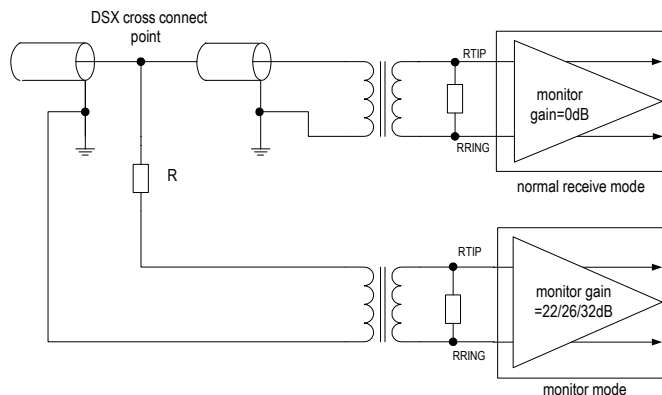 DSX cross connect
point
RTIP
monitor
gain=0dB
RRING
normal receive mode
R
RTIP
monitor gain
=22/26/32dB
RRING
monitor mode